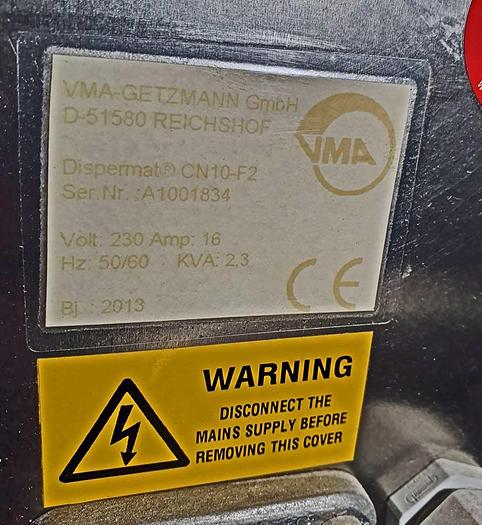 VMA-GETZMANN GmbH
D-51580 REICHSHOF
VMA
Dispermat® CN10-F2
Ser.Nr. :A1001834
Volt: 230 Amp: 16
Hz: 50/60 KVA: 2,3
CE
Bj. : 2013
WARNING
DISCONNECT THE
MAINS SUPPLY BEFORE
REMOVING THIS COVER